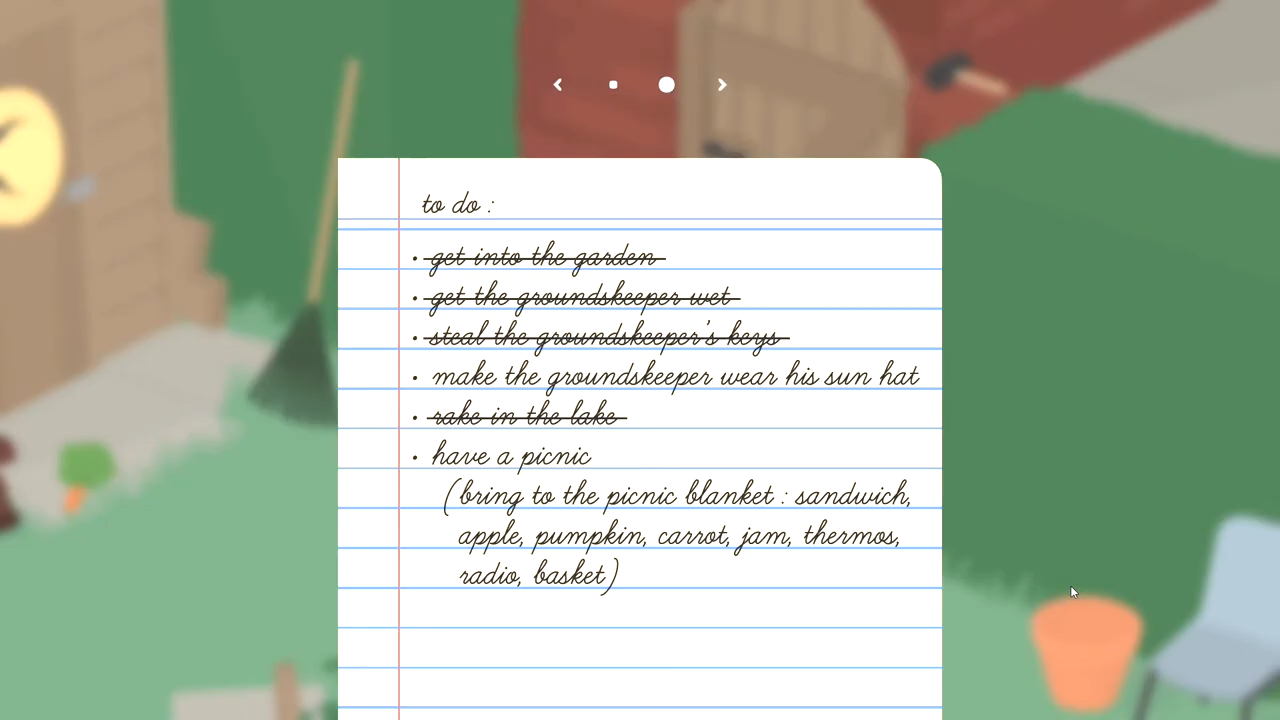 to do :
• get into the garden
• get the groundskeeper wet
• steal the groundskeeper's keys
• make the groundskeeper wear his sun hat
• rake in the lake
• have a picnic
(bring to the picnic blanket : sandwich,
apple, pumpkin, carrot, jam, thermos,
radio, basket)